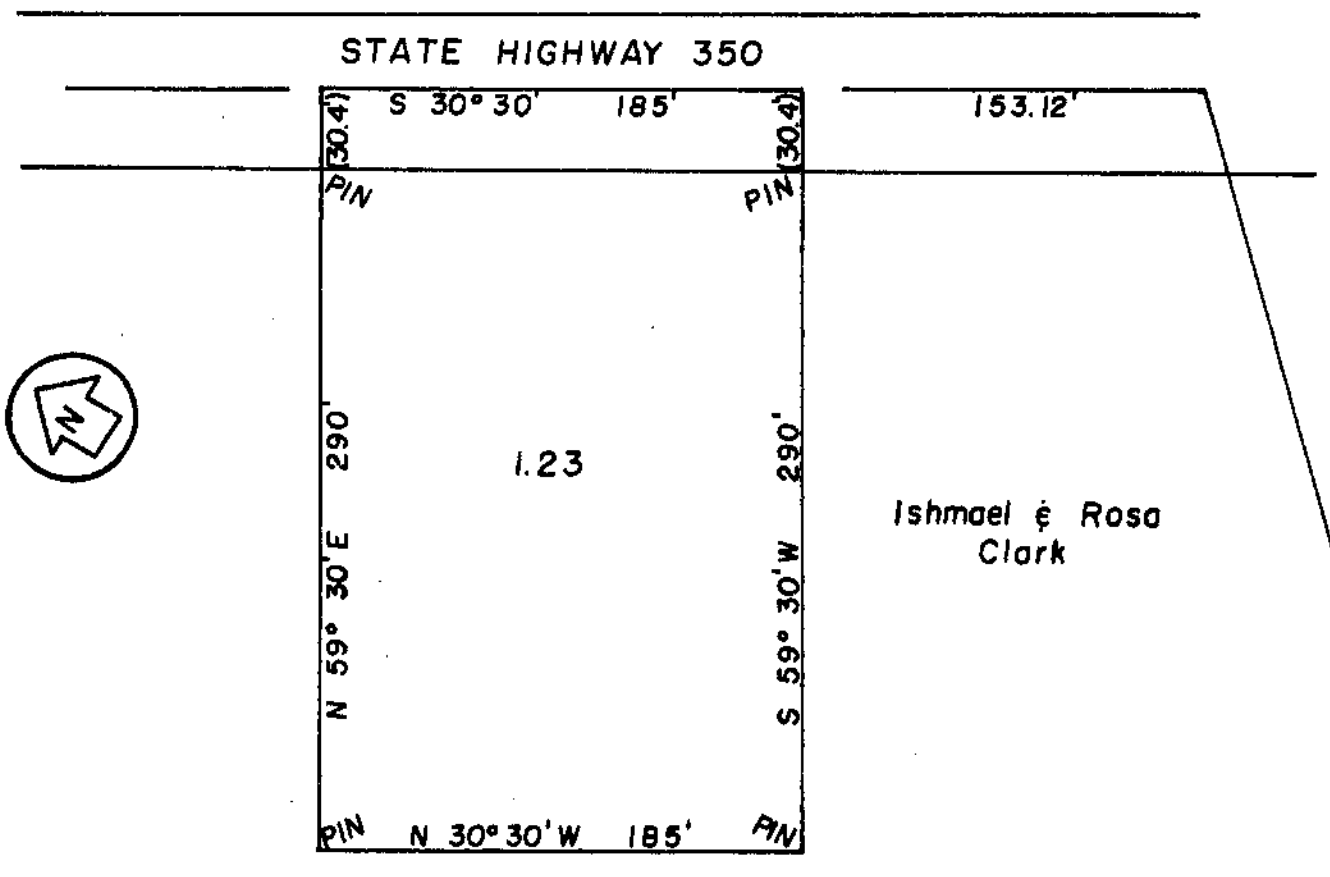 STATE HIGHWAY 350
S 30° 30' 185'
153.12'
(30.4')
(30.4')
PIN
PIN
N
N 59° 30' E 290'
1.23
S 59° 30' W 290'
Ishmael & Rosa
Clark
PIN
N 30° 30' W 185'
PIN